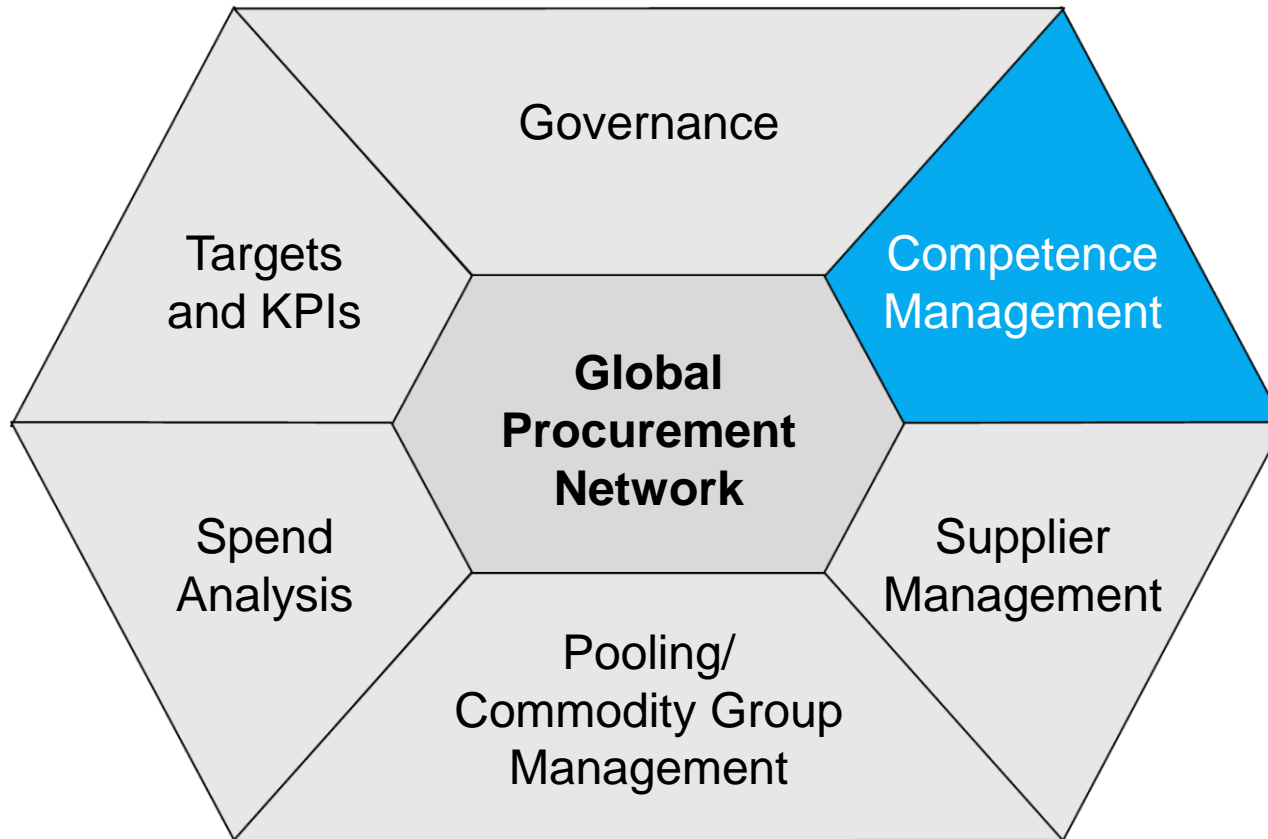 Governance
Targets
and KPIs
Competence
Management
Global
Procurement
Network
Spend
Analysis
Supplier
Management
Pooling/
Commodity Group
Management